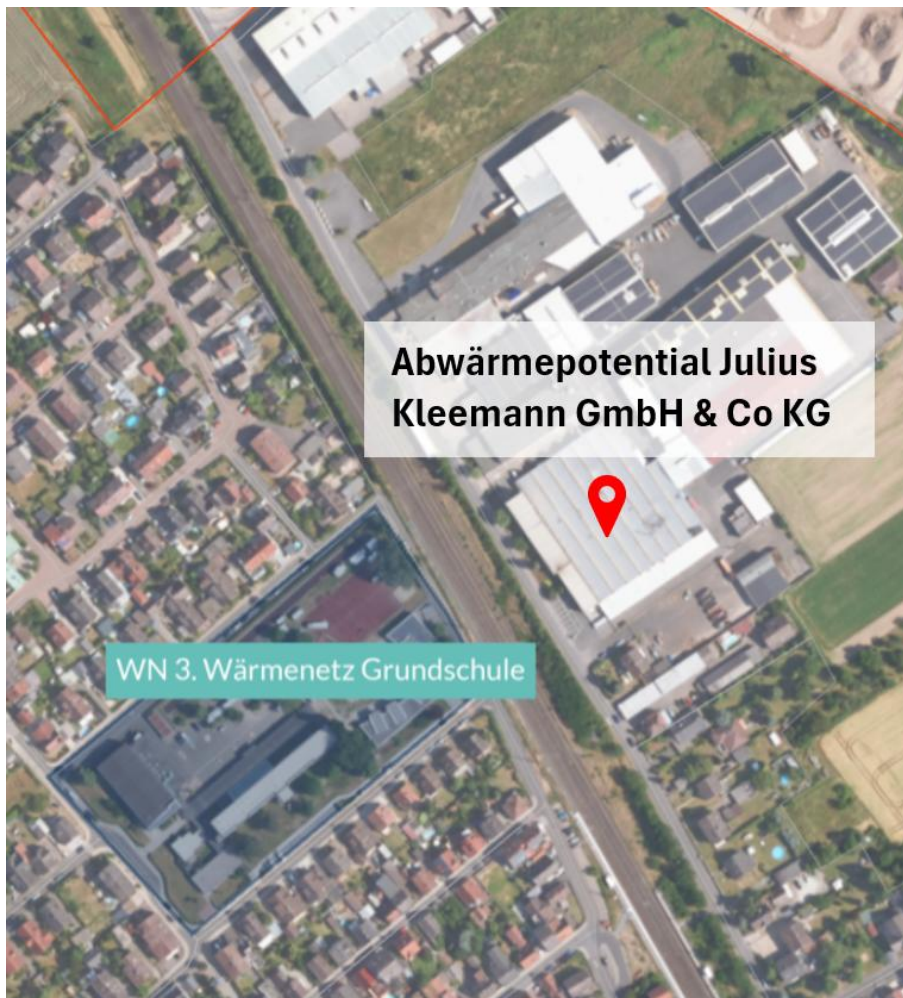 Abwärmepotential Julius
Kleemann GmbH & Co KG
WN 3. Wärmenetz Grundschule